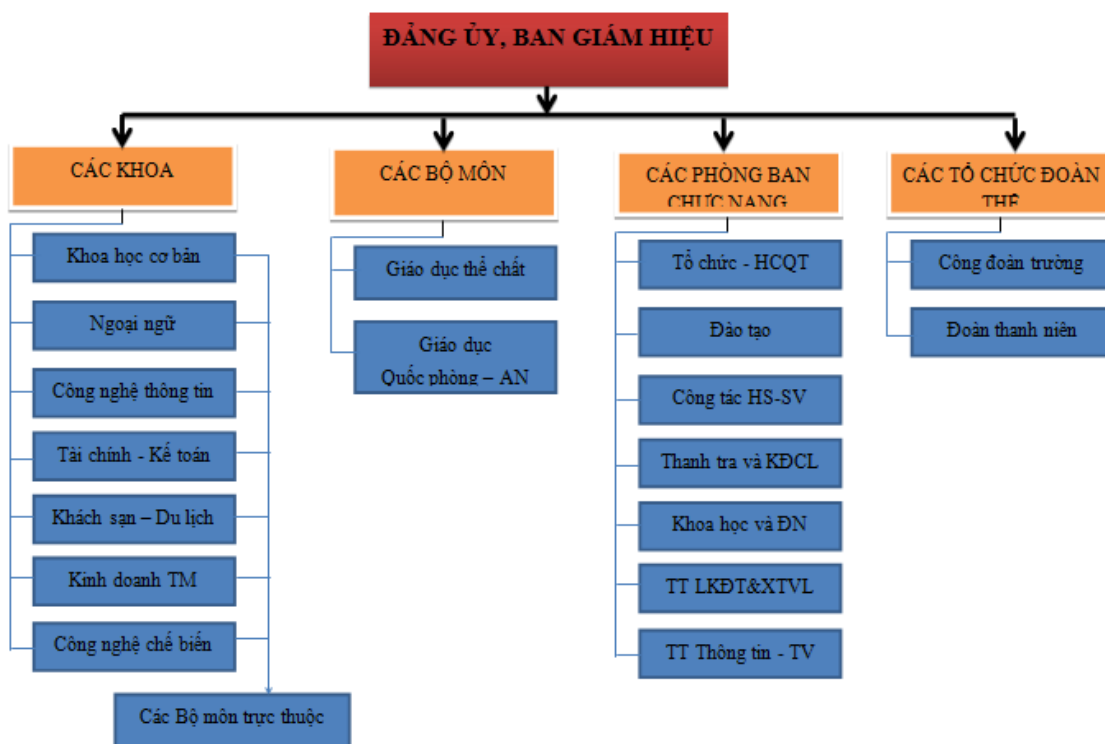 ĐẢNG ỦY, BAN GIÁM HIỆU
CÁC KHOA
Khoa học cơ bản
Ngoại ngữ
Công nghệ thông tin
Tài chính - Kế toán
Khách sạn – Du lịch
Kinh doanh TM
Công nghệ chế biến
Các Bộ môn trực thuộc
CÁC BỘ MÔN
Giáo dục thể chất
Giáo dục
Quốc phòng – AN
CÁC PHÒNG BAN
CHỨC NĂNG
Tổ chức - HCQT
Đào tạo
Công tác HS-SV
Thanh tra và KĐCL
Khoa học và ĐN
TT LKĐT&XTVL
TT Thông tin - TV
CÁC TỔ CHỨC ĐOÀN
THỂ
Công đoàn trường
Đoàn thanh niên